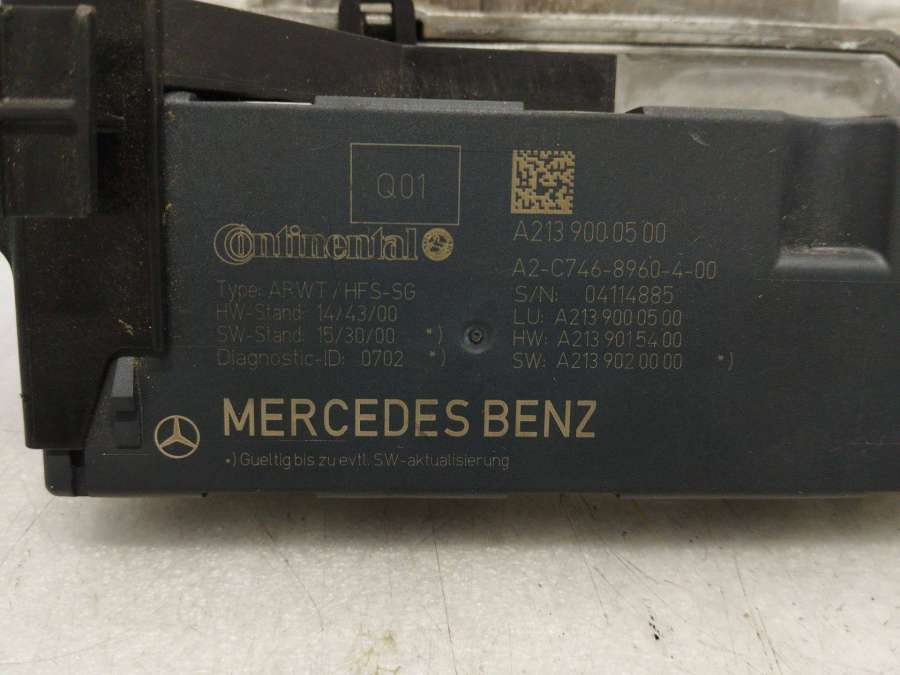 Q01
Continental
Type: ARWT/HFS-SG
HW-Stand: 14/43/00
SW-Stand: 15/30/00 *)
Diagnostic-ID: 0702 *)
A213 900 05 00
A2-C746-8960-4-00
S/N: 04114885
LU: A213 900 05 00
HW: A213 901 54 00
SW: A213 902 00 00 *)
MERCEDES BENZ
*) Gueltig bis zu evtl. SW-aktualisierung